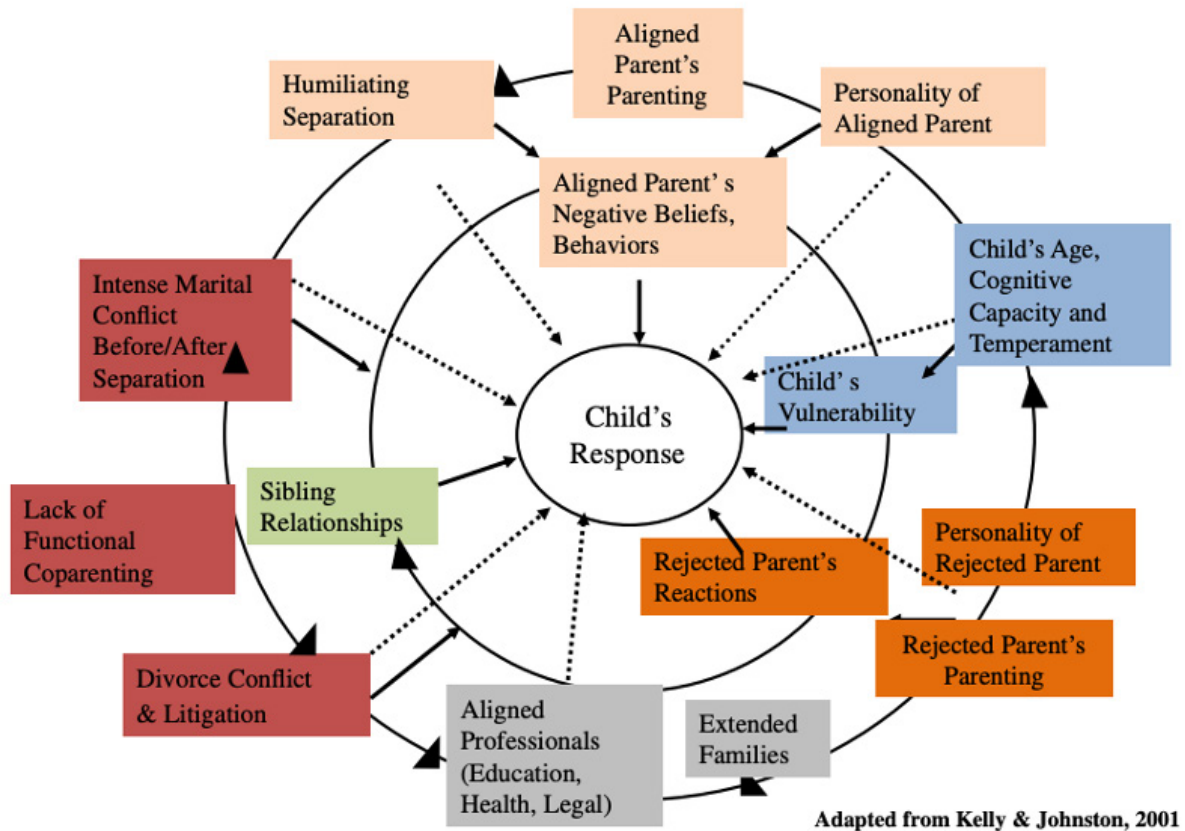 Aligned
Parent's
Parenting
Humiliating
Separation
Personality of
Aligned Parent
Aligned Parent' s
Negative Beliefs,
Behaviors
Child's Age,
Cognitive
Capacity and
Temperament
Intense Marital
Conflict
Before/After
Separation
Child' s
Vulnerability
Child's
Response
Sibling
Relationships
Lack of
Functional
Coparenting
Personality of
Rejected Parent
Rejected Parent's
Reactions
Rejected Parent's
Parenting
Divorce Conflict
& Litigation
Aligned
Professionals
(Education,
Health, Legal)
Extended
Families
Adapted from Kelly & Johnston, 2001